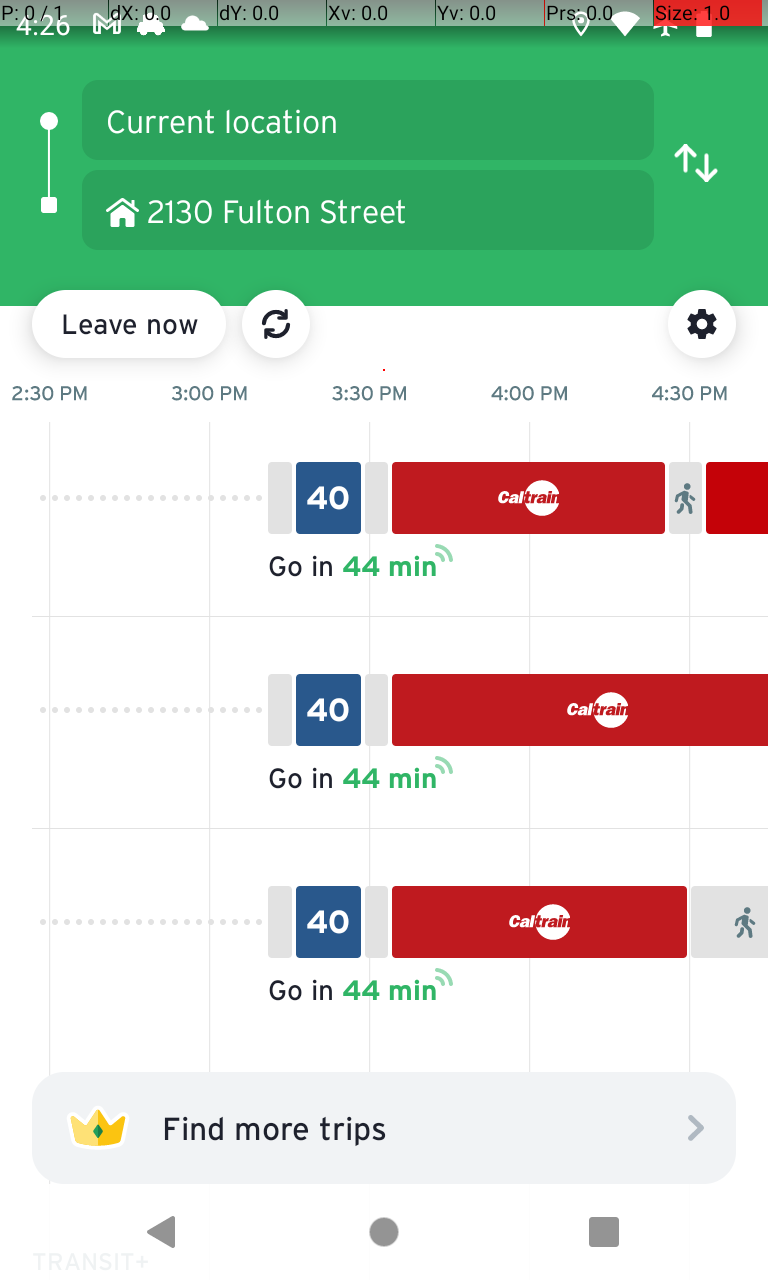 P: 0 / 1 dX: 0.0 dY: 0.0 Xv: 0.0 Yv: 0.0 Prs: 0.0 Size: 1.0
4:26
Current location
2130 Fulton Street
Leave now
2:30 PM 3:00 PM 3:30 PM 4:00 PM 4:30 PM
40 Caltrain
Go in 44 min
40 Caltrain
Go in 44 min
40 Caltrain
Go in 44 min
Find more trips
TRANSIT+